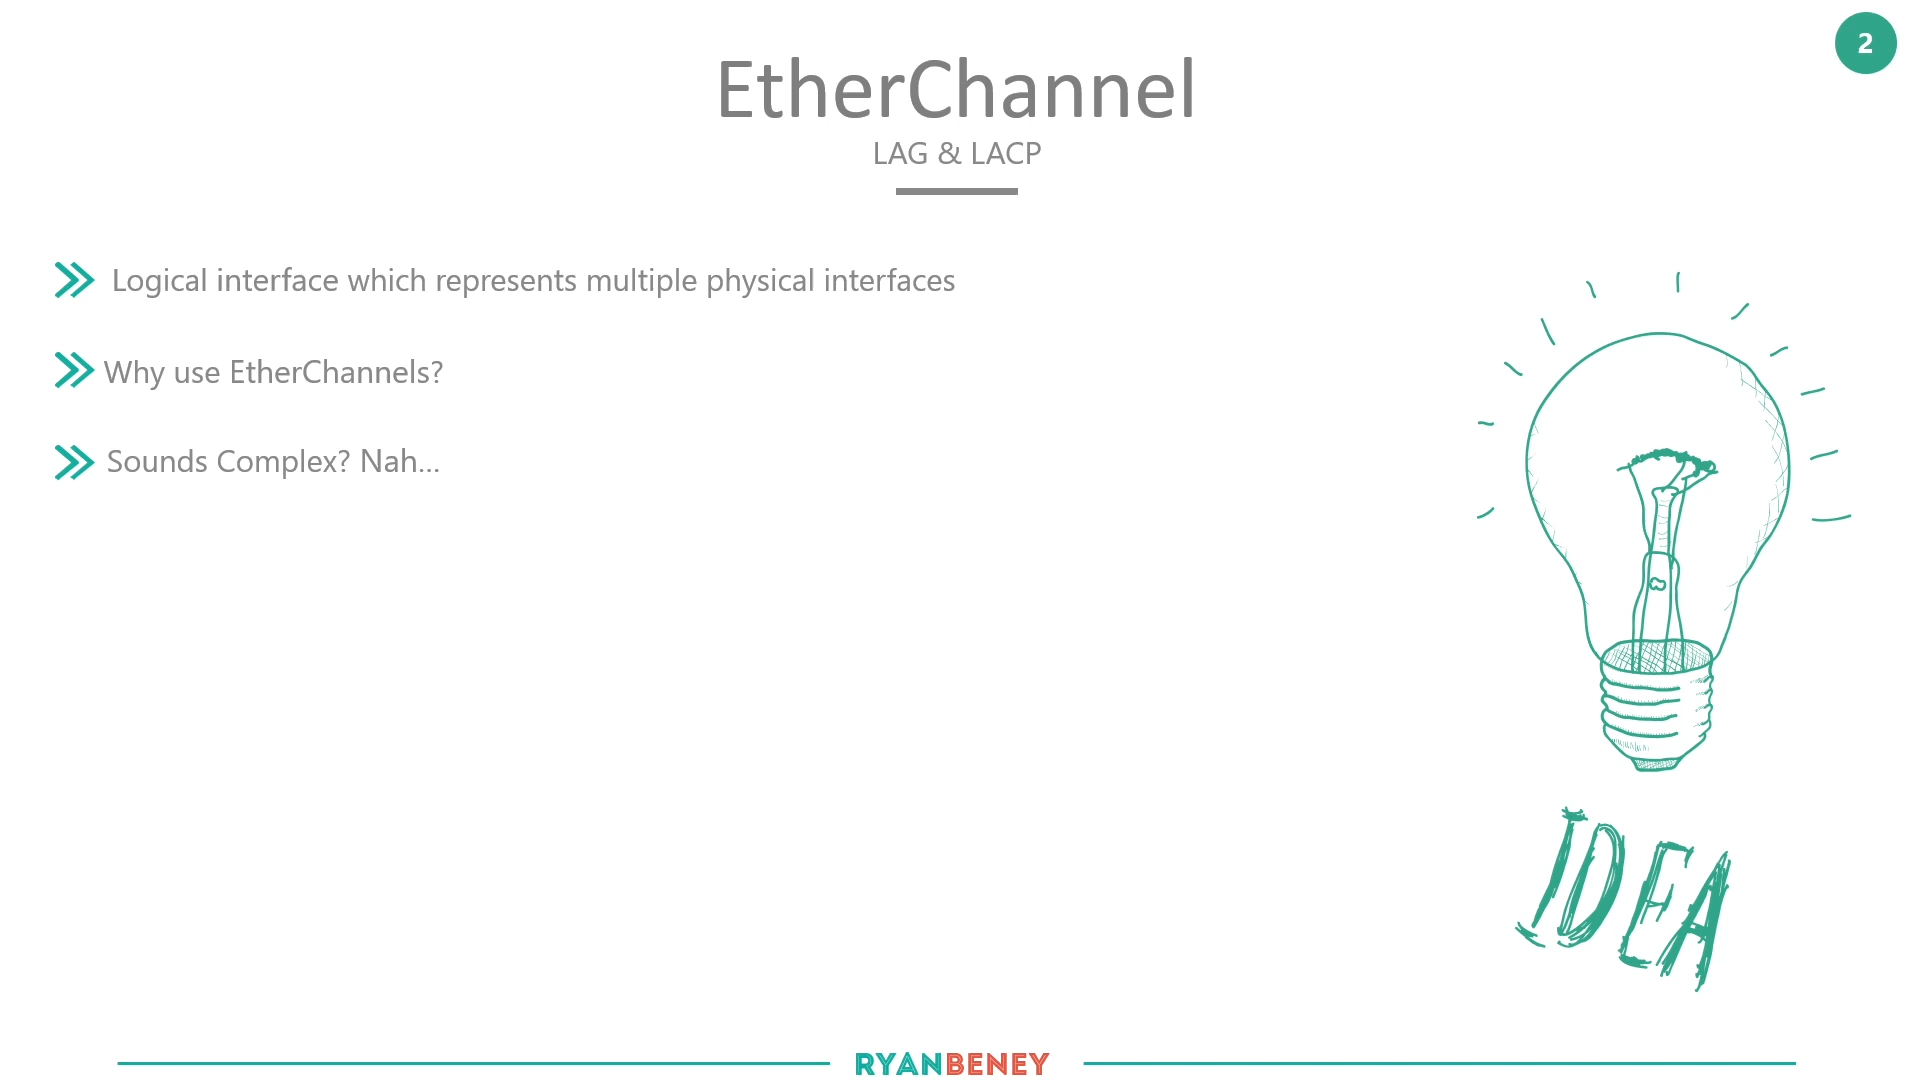 2
EtherChannel
LAG & LACP
Logical interface which represents multiple physical interfaces
Why use EtherChannels?
Sounds Complex? Nah...
IDEA
RYANBENEY